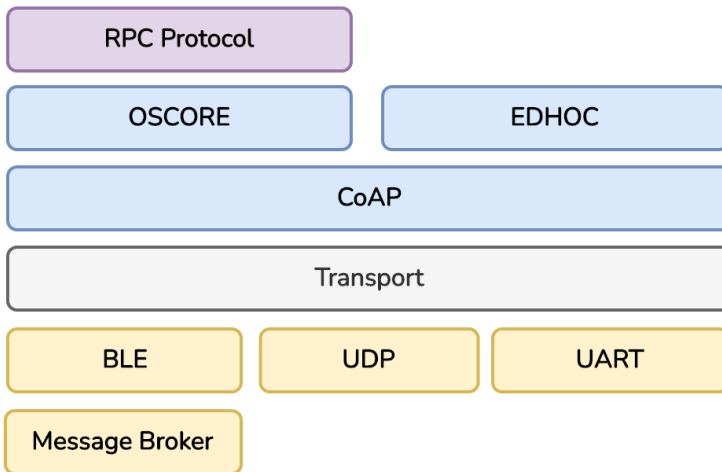 RPC Protocol
OSCORE
EDHOC
CoAP
Transport
BLE
UDP
UART
Message Broker